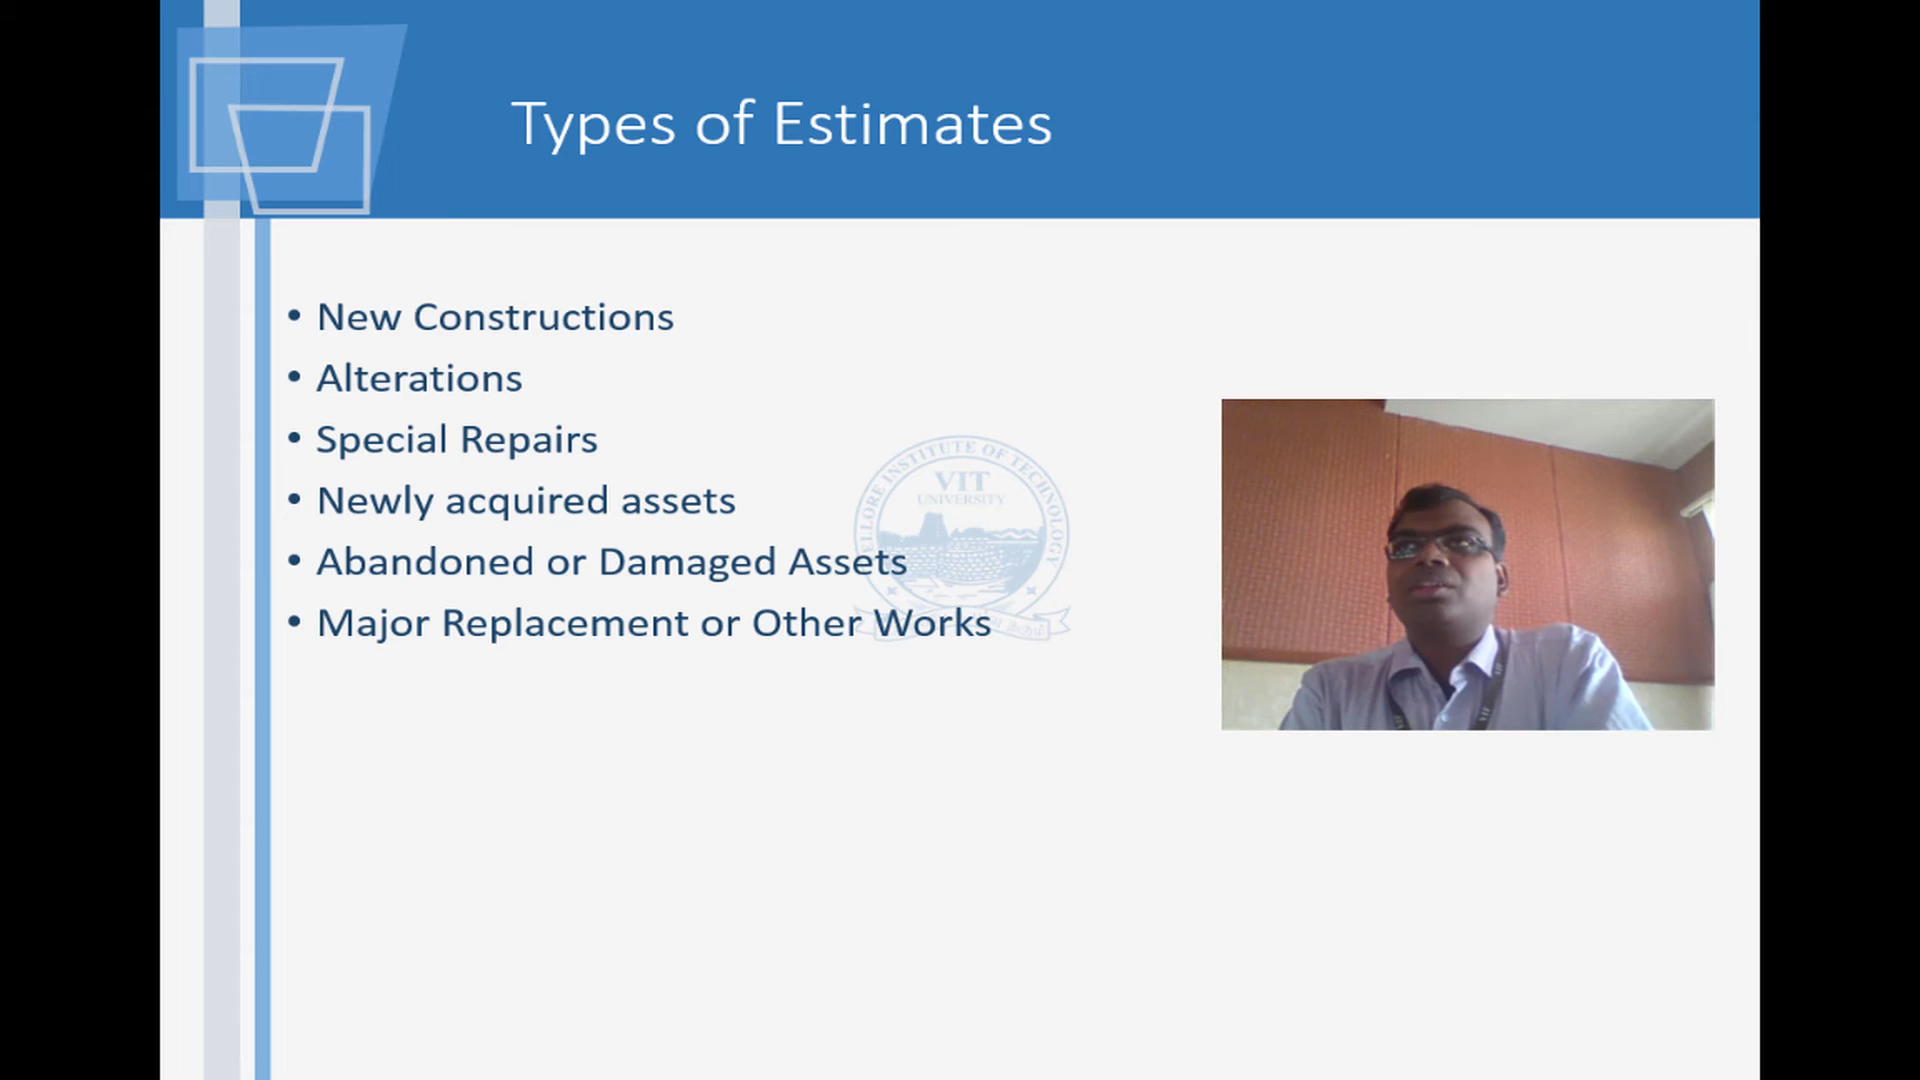 Types of Estimates
• New Constructions
• Alterations
• Special Repairs
• Newly acquired assets
• Abandoned or Damaged Assets
• Major Replacement or Other Works
ELLORE INSTITUTE OF TECHNOLOGY
VIT
UNIVERSITY